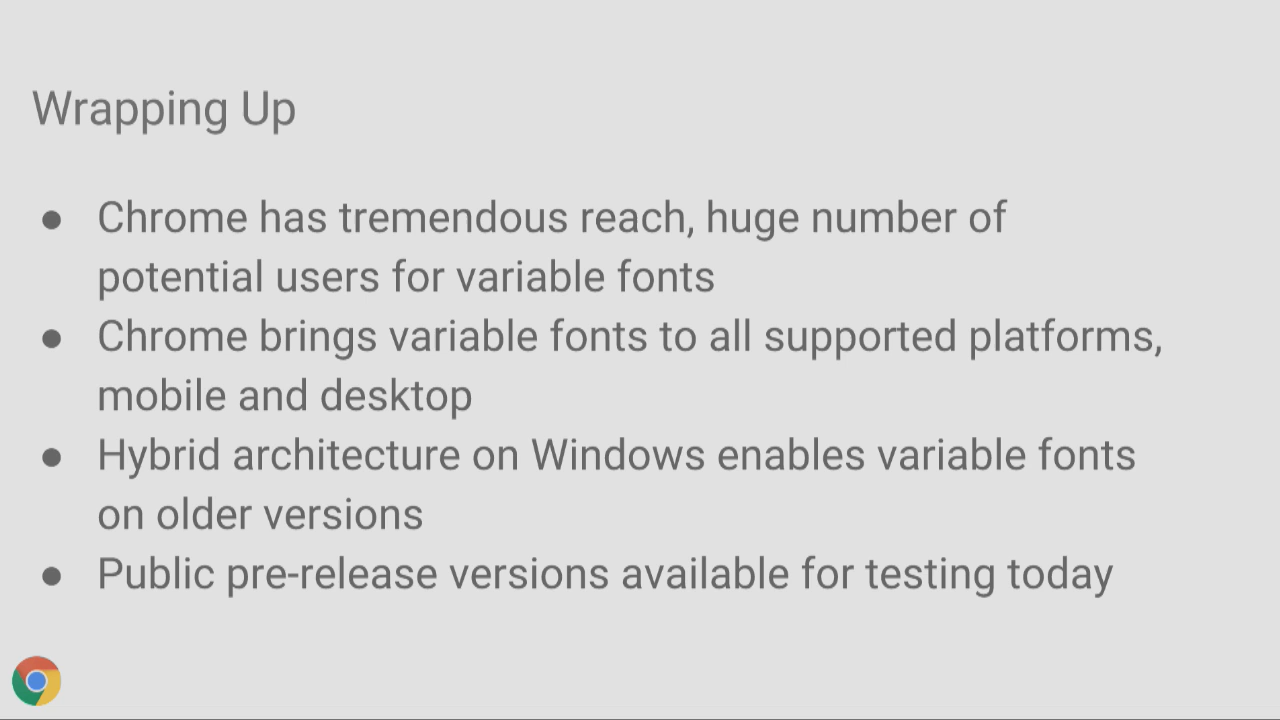 Wrapping Up
● Chrome has tremendous reach, huge number of
potential users for variable fonts
● Chrome brings variable fonts to all supported platforms,
mobile and desktop
● Hybrid architecture on Windows enables variable fonts
on older versions
● Public pre-release versions available for testing today